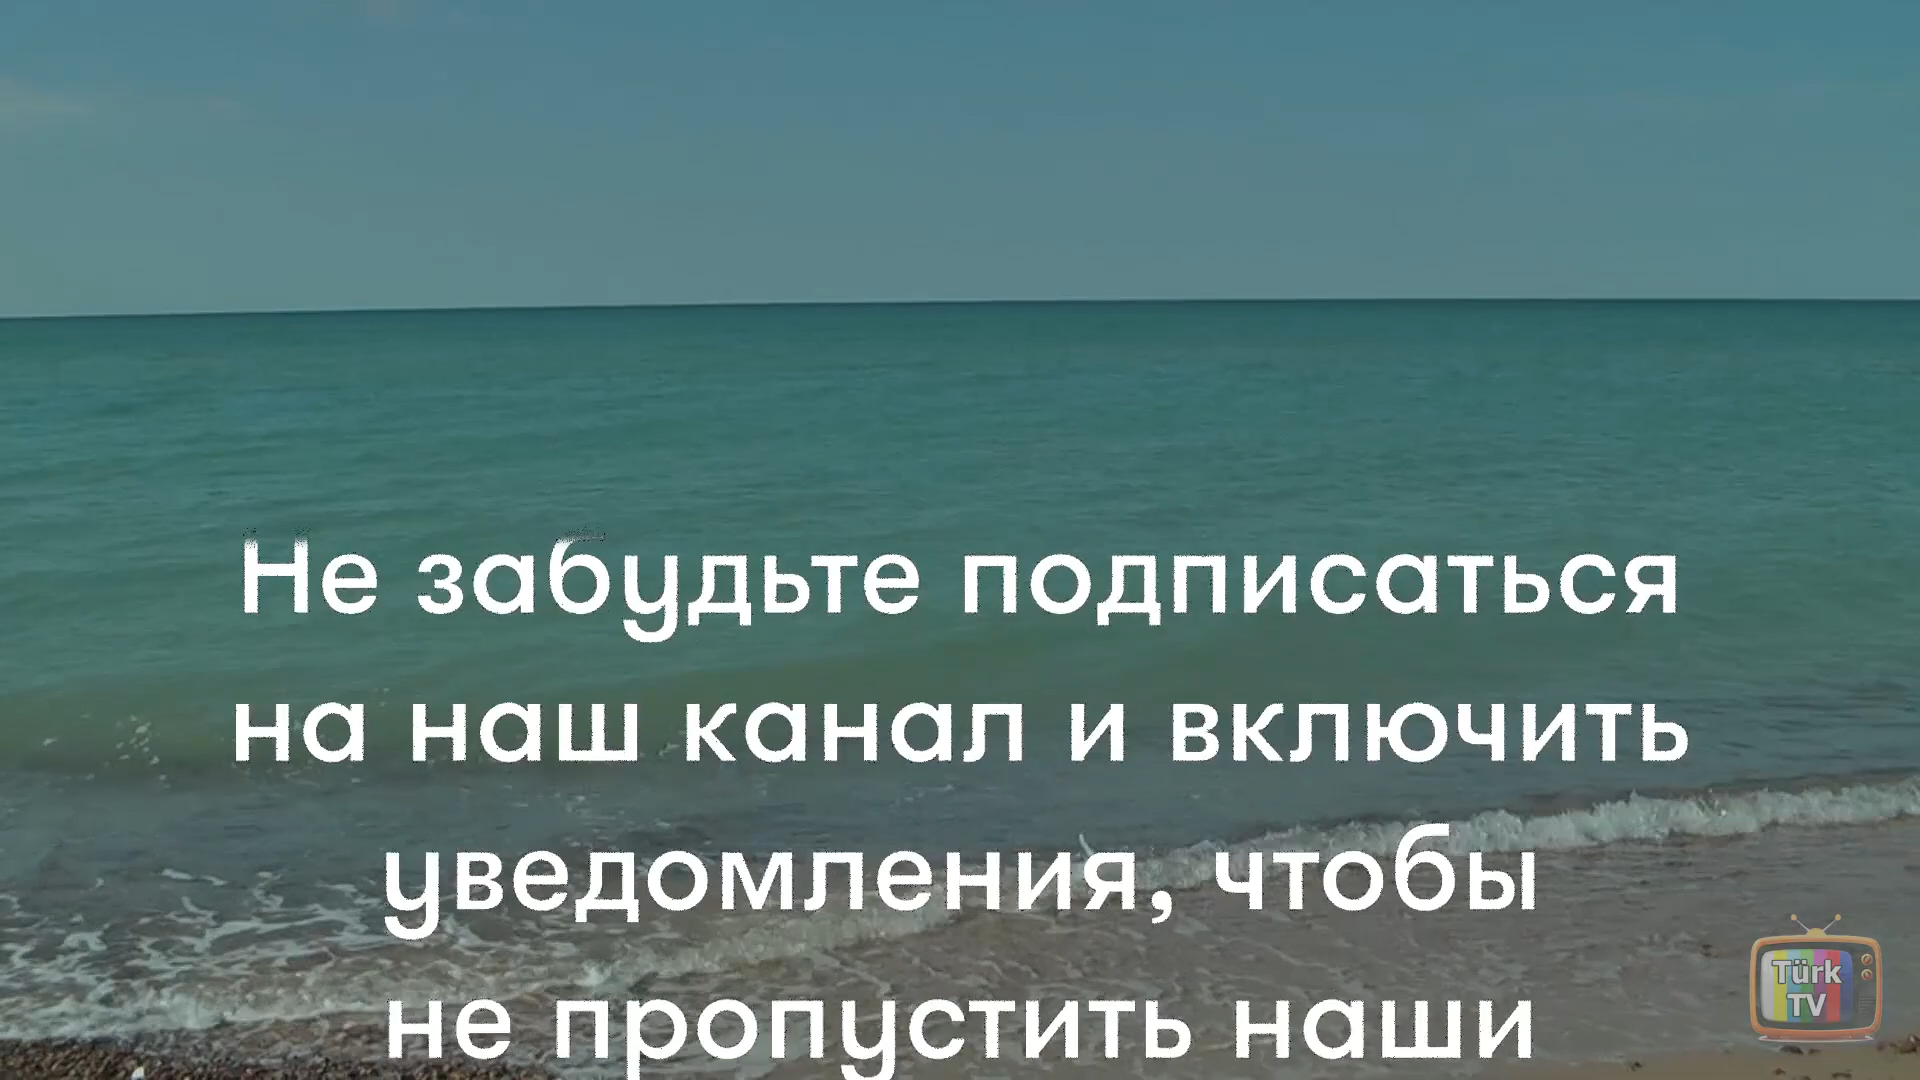 Не забудьте подписаться
на наш канал и включить
уведомления, чтобы
не пропустить наши
Türk
TV